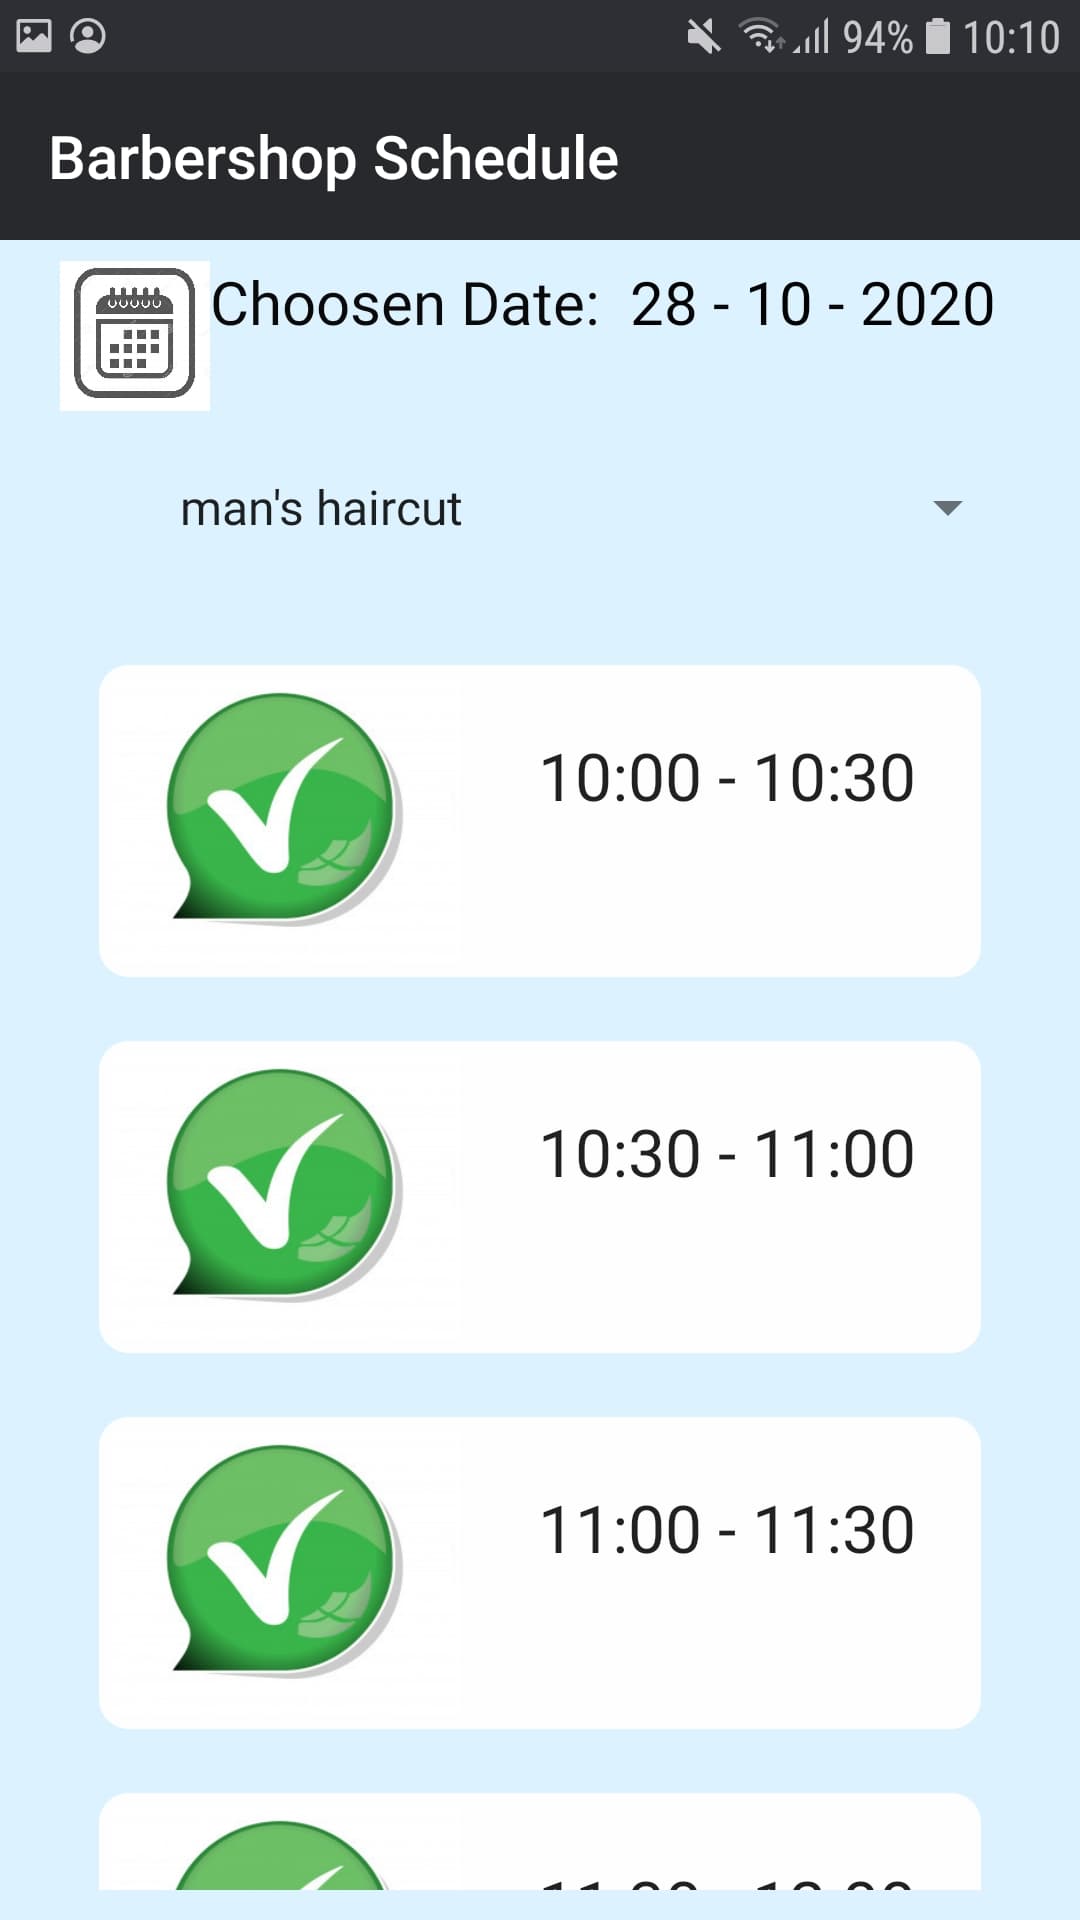 94% 10:10
Barbershop Schedule
Choosen Date: 28 - 10 - 2020
man's haircut
10:00 - 10:30
10:30 - 11:00
11:00 - 11:30